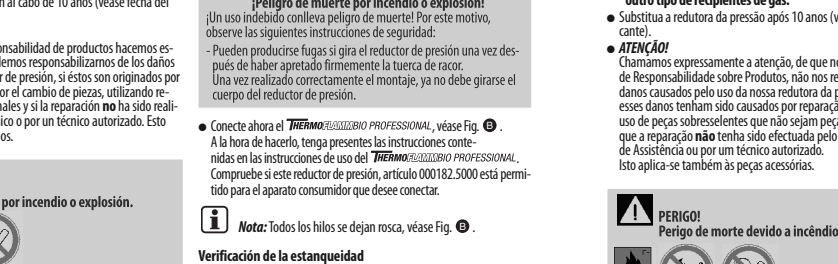 n al cabo de 10 años (véase fecha del
onsabilidad de productos hacemos es-
demos responsabilizarnos de los daños
r de presión, si éstos son originados por
or el cambio de piezas, utilizando re-
nales y si la reparación no ha sido reali-
ico o por un técnico autorizado. Esto
os.
por incendio o explosión.
¡Peligro de muerte por incendio o explosión!
¡Un uso indebido conlleva peligro de muerte! Por este motivo,
observe las siguientes instrucciones de seguridad:
- Pueden producirse fugas si gira el reductor de presión una vez des-
pués de haber apretado firmemente la tuerca de racor.
Una vez realizado correctamente el montaje, ya no debe girarse el
cuerpo del reductor de presión.
● Conecte ahora el THERMOFLAMM BIO PROFESSIONAL, véase Fig. B .
A la hora de hacerlo, tenga presentes las instrucciones conte-
nidas en las instrucciones de uso del THERMOFLAMM BIO PROFESSIONAL.
Compruebe si este reductor de presión, artículo 000182.5000 está permi-
tido para el aparato consumidor que desee conectar.
i Nota: Todos los hilos se dejan rosca, véase Fig. B .
Verificación de la estanqueidad
outro tipo de recipientes de gás.
● Substitua a redutora da pressão após 10 anos (v
cante).
● ATENÇÃO!
Chamamos expressamente a atenção, de que no
de Responsabilidade sobre Produtos, não nos re
danos causados pelo uso da nossa redutora da p
esses danos tenham sido causados por reparaçã
uso de peças sobresselentes que não sejam peça
que a reparação não tenha sido efectuada pelo
de Assistência ou por um técnico autorizado.
Isto aplica-se também às peças acessórias.
PERIGO!
Perigo de morte devido a incêndio